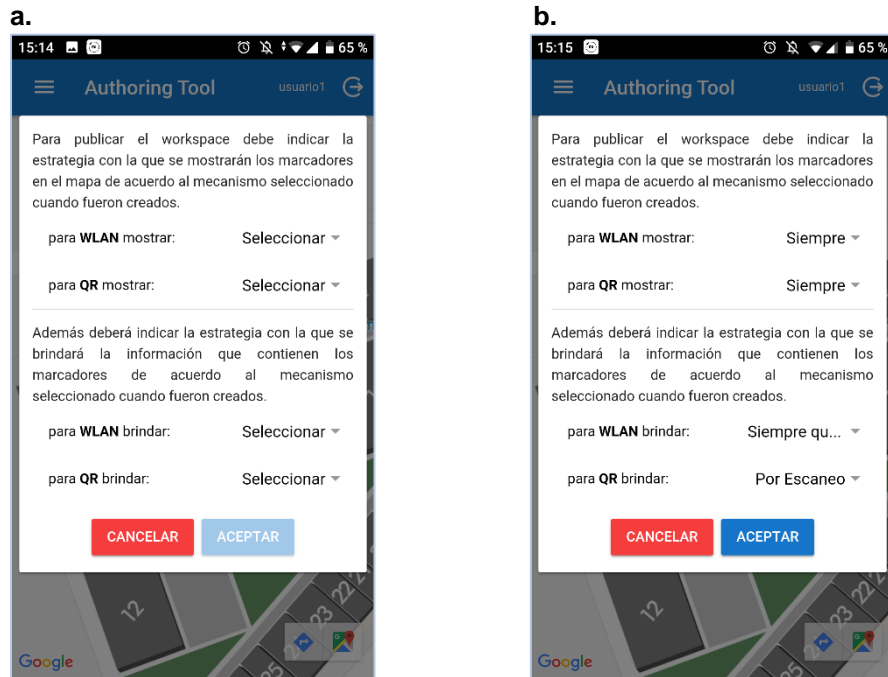 a.
15:14 65 %
Authoring Tool usuario1
Para publicar el workspace debe indicar la
estrategia con la que se mostrarán los marcadores
en el mapa de acuerdo al mecanismo seleccionado
cuando fueron creados.
para WLAN mostrar: Seleccionar
para QR mostrar: Seleccionar
Además deberá indicar la estrategia con la que se
brindará la información que contienen los
marcadores de acuerdo al mecanismo
seleccionado cuando fueron creados.
para WLAN brindar: Seleccionar
para QR brindar: Seleccionar
CANCELAR ACEPTAR
12
22
23
25
Google
b.
15:15 65 %
Authoring Tool usuario1
Para publicar el workspace debe indicar la
estrategia con la que se mostrarán los marcadores
en el mapa de acuerdo al mecanismo seleccionado
cuando fueron creados.
para WLAN mostrar: Siempre
para QR mostrar: Siempre
Además deberá indicar la estrategia con la que se
brindará la información que contienen los
marcadores de acuerdo al mecanismo
seleccionado cuando fueron creados.
para WLAN brindar: Siempre qu...
para QR brindar: Por Escaneo
CANCELAR ACEPTAR
12
22
23
25
Google